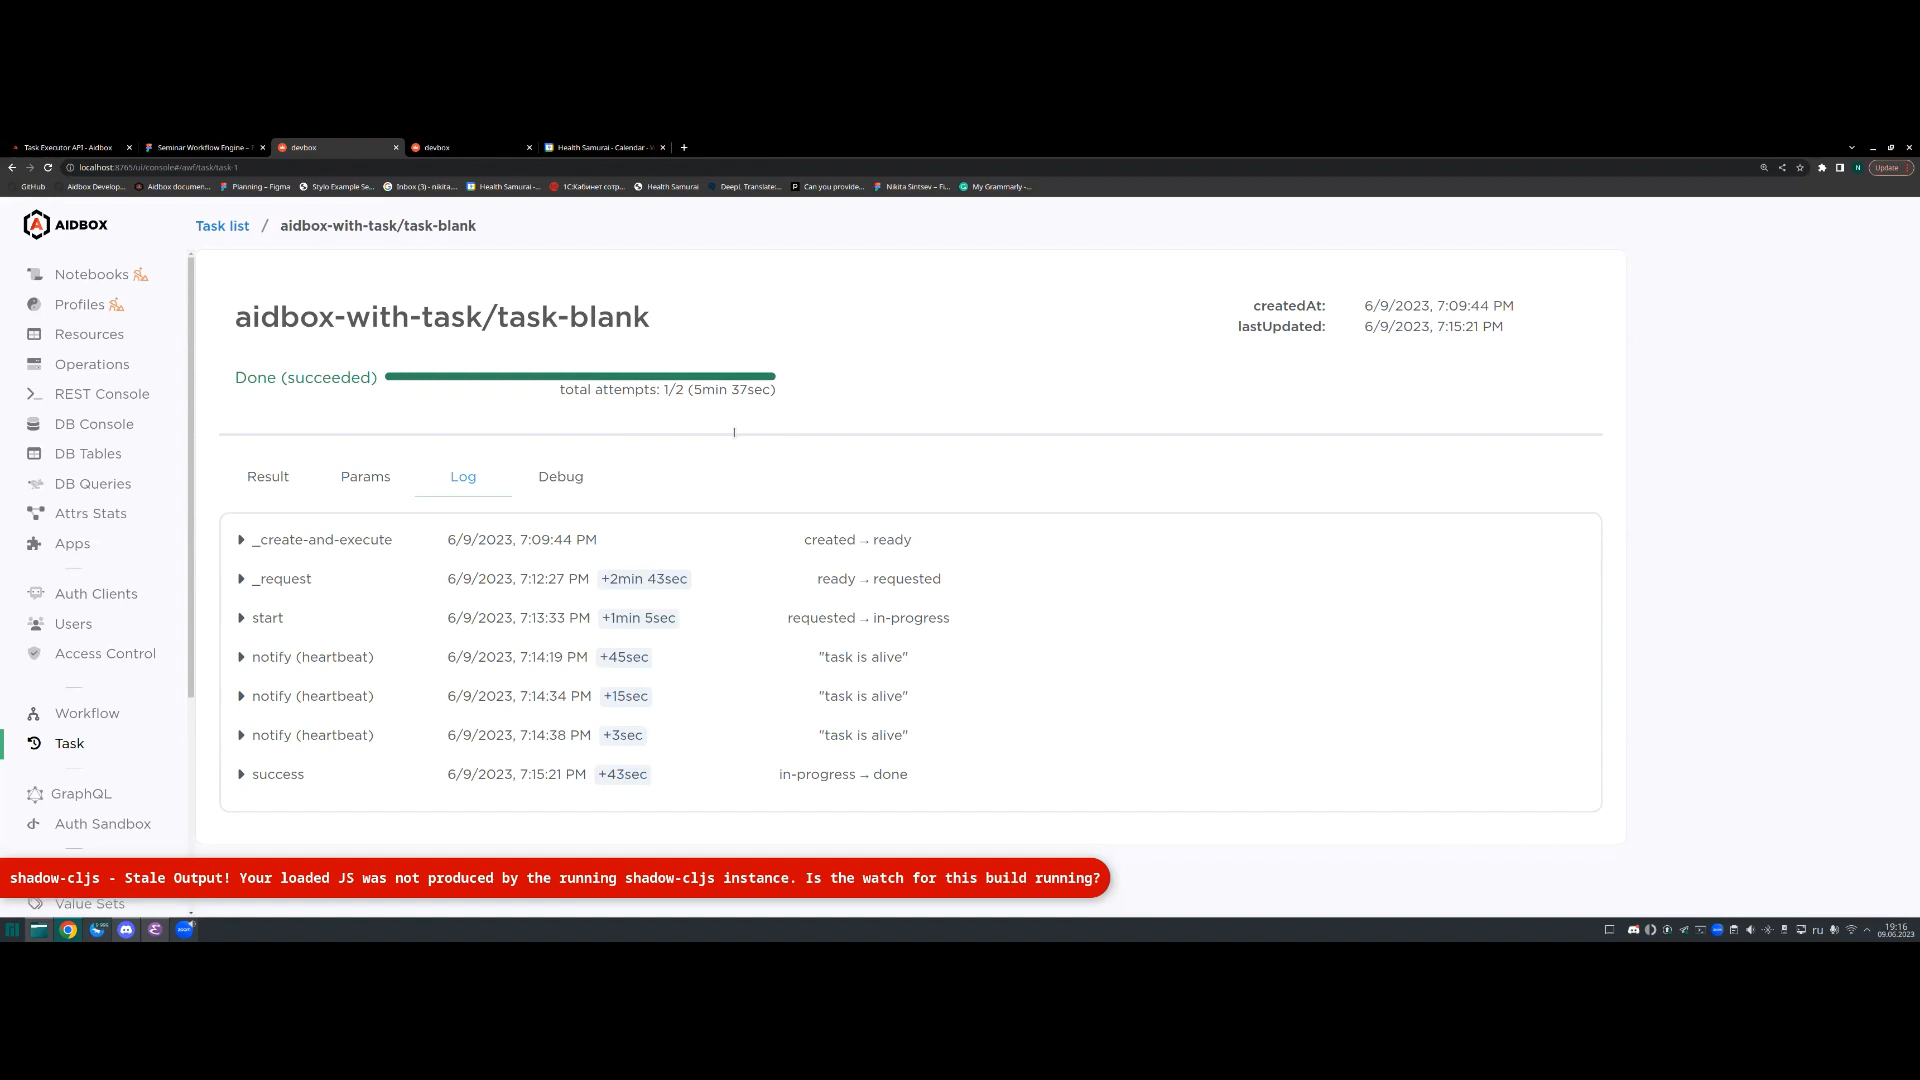 Task Executor API - Aidbox
Seminar Workflow Engine –
devbox
devbox
Health Samurai - Calendar -
localhost:8765/ui/console#/awf/task/task-1
Update
GitHub
Aidbox Develop...
Aidbox documen...
Planning – Figma
Stylo Example Se...
Inbox (3) - nikita....
Health Samurai -...
1С:Кабинет сотр...
Health Samurai
DeepL Translate:...
Can you provide...
Nikita Sintsev – Fi...
My Grammarly -...
AIDBOX
Task list / aidbox-with-task/task-blank
Notebooks
Profiles
Resources
Operations
REST Console
DB Console
DB Tables
DB Queries
Attrs Stats
Apps
Auth Clients
Users
Access Control
Workflow
Task
GraphQL
Auth Sandbox
Value Sets
aidbox-with-task/task-blank
createdAt: 6/9/2023, 7:09:44 PM
lastUpdated: 6/9/2023, 7:15:21 PM
Done (succeeded)
total attempts: 1/2 (5min 37sec)
Result Params Log Debug
_create-and-execute 6/9/2023, 7:09:44 PM created → ready
_request 6/9/2023, 7:12:27 PM +2min 43sec ready → requested
start 6/9/2023, 7:13:33 PM +1min 5sec requested → in-progress
notify (heartbeat) 6/9/2023, 7:14:19 PM +45sec "task is alive"
notify (heartbeat) 6/9/2023, 7:14:34 PM +15sec "task is alive"
notify (heartbeat) 6/9/2023, 7:14:38 PM +3sec "task is alive"
success 6/9/2023, 7:15:21 PM +43sec in-progress → done
shadow-cljs - Stale Output! Your loaded JS was not produced by the running shadow-cljs instance. Is the watch for this build running?
zoom
ru
19:16
09.06.2023